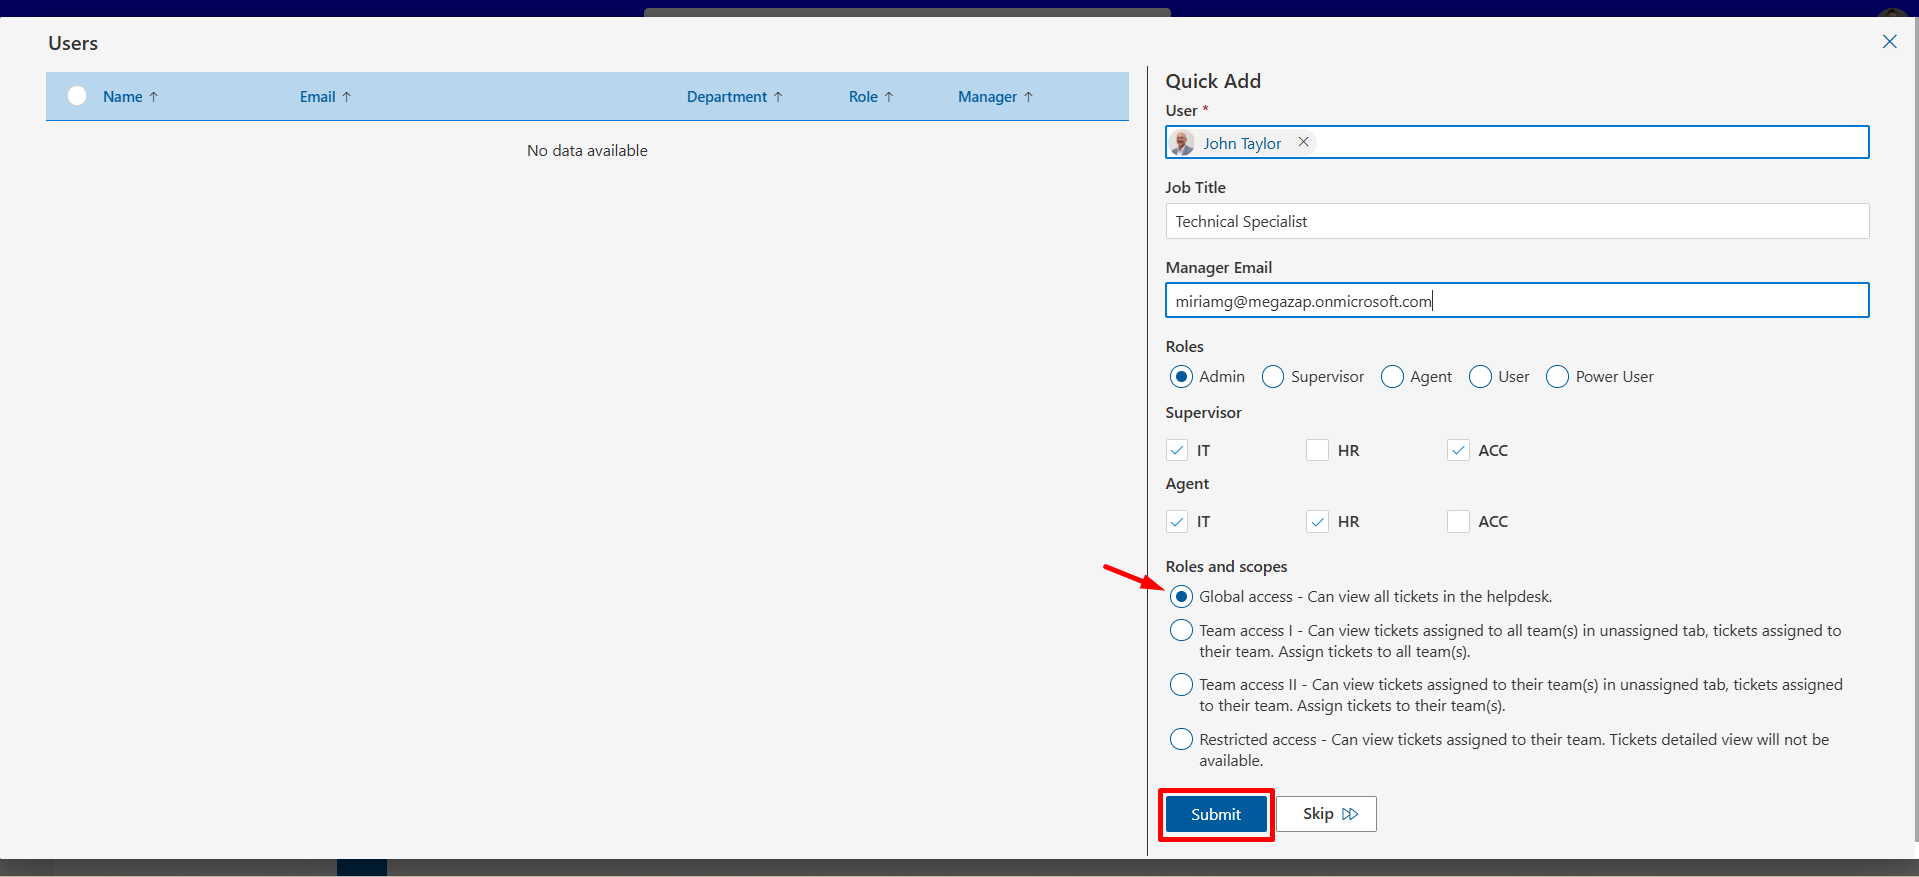 Users
Name
Email
Department
Role
Manager
No data available
Quick Add
User *
John Taylor
Job Title
Technical Specialist
Manager Email
miriamg@megazap.onmicrosoft.com
Roles
Admin
Supervisor
Agent
User
Power User
Supervisor
IT
HR
ACC
Agent
IT
HR
ACC
Roles and scopes
Global access - Can view all tickets in the helpdesk.
Team access I - Can view tickets assigned to all team(s) in unassigned tab, tickets assigned to
their team. Assign tickets to all team(s).
Team access II - Can view tickets assigned to their team(s) in unassigned tab, tickets assigned
to their team. Assign tickets to their team(s).
Restricted access - Can view tickets assigned to their team. Tickets detailed view will not be
available.
Submit
Skip